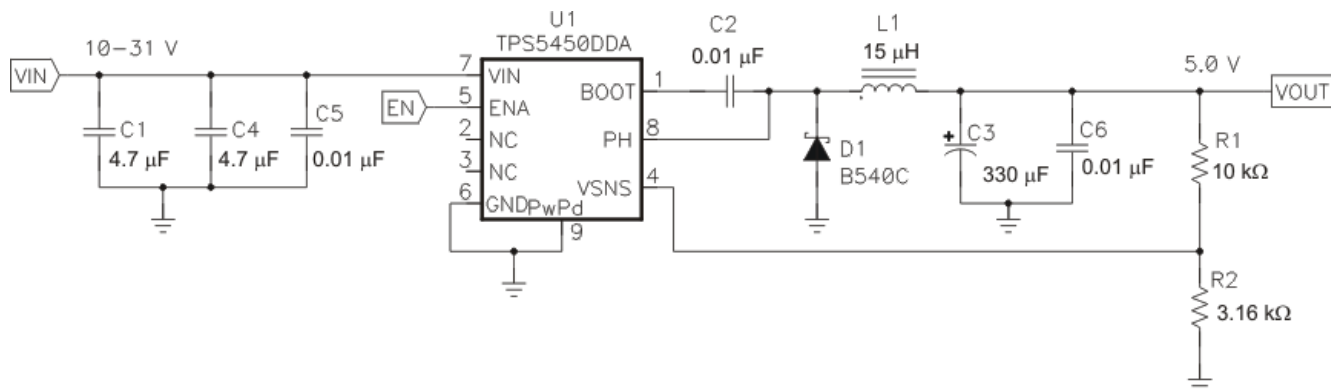 U1
TPS5450DDA
C2
0.01 μF
L1
15 μH
10-31 V
5.0 V
VIN
7
VIN
BOOT
1
VOUT
EN
5
ENA
C1
4.7 μF
C4
4.7 μF
C5
0.01 μF
2
NC
PH
8
3
NC
VSNS
4
6
GND
PwPd
9
D1
B540C
+
C3
330 μF
C6
0.01 μF
R1
10 kΩ
R2
3.16 kΩ